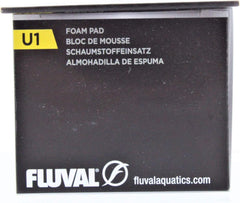 U1
FOAM PAD
BLOC DE MOUSSE
SCHAUMSTOFFEINSATZ
ALMOHADILLA DE ESPUMA
FLUVAL
fluvalaquatics.com